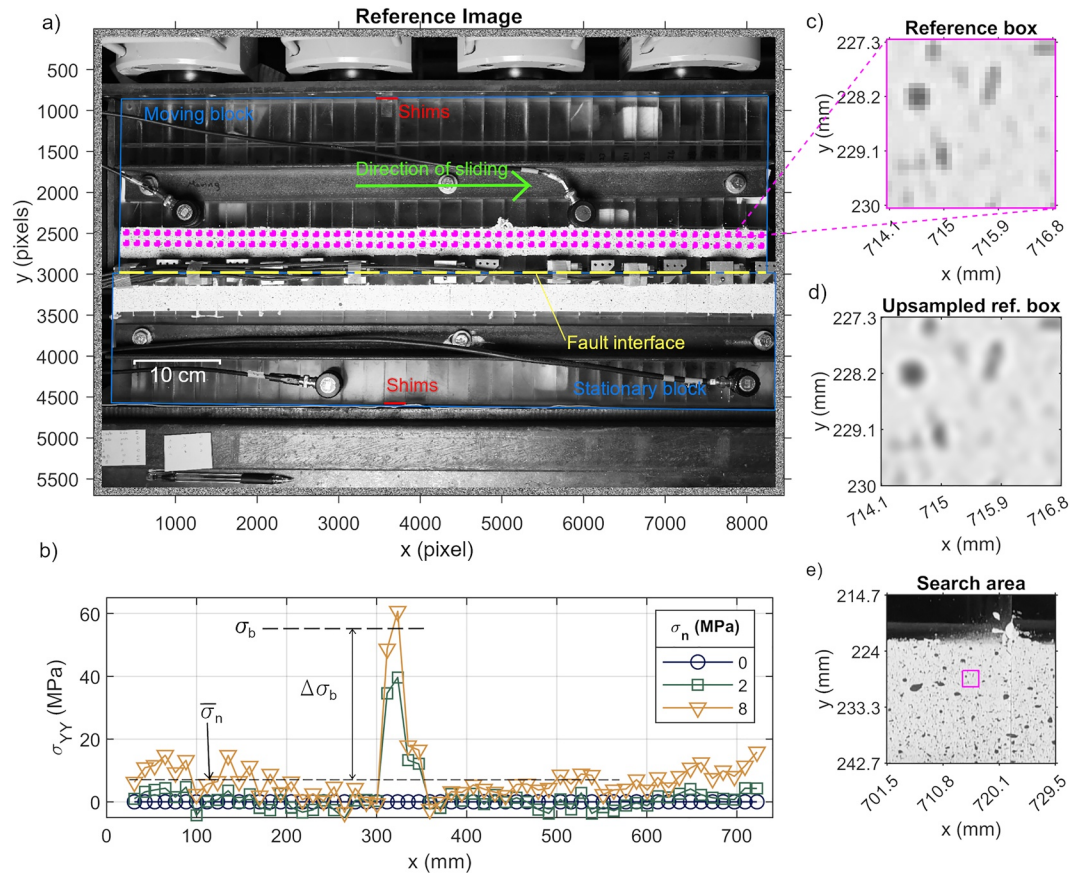 a)
Reference Image
500
1000
1500
2000
2500
3000
3500
4000
4500
5000
5500
y (pixels)
Moving block
Shims
Direction of sliding
Moving
Fault interface
10 cm
Shims
Stationary block
1000
2000
3000
4000
5000
6000
7000
8000
x (pixel)
b)
60
40
20
0
σYY (MPa)
σb
Δσb
σ̅n
σn (MPa)
0
2
8
0
100
200
300
400
500
600
700
x (mm)
c)
Reference box
227.3
228.2
229.1
230
y (mm)
714.1
715
715.9
716.8
x (mm)
d)
Upsampled ref. box
227.3
228.2
229.1
230
y (mm)
714.1
715
715.9
716.8
x (mm)
e)
Search area
214.7
224
233.3
242.7
y (mm)
701.5
710.8
720.1
729.5
x (mm)